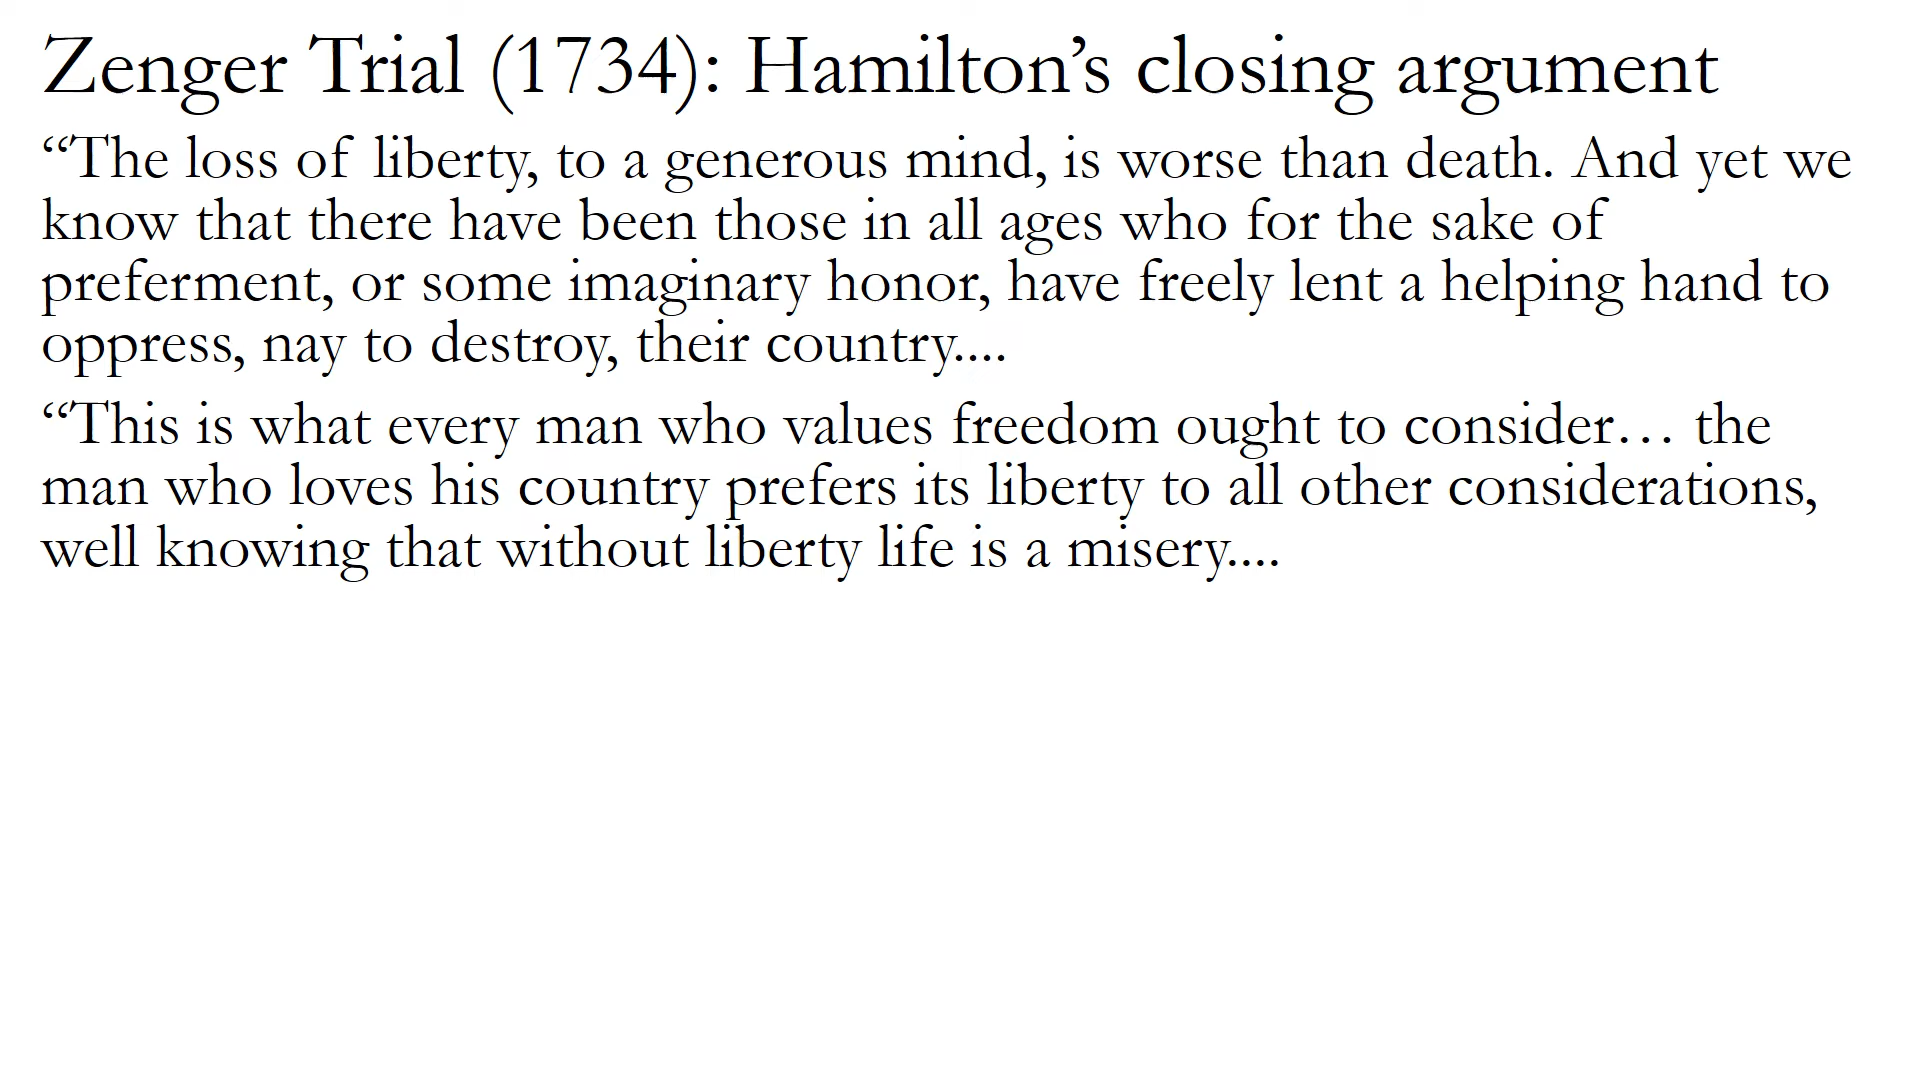 Zenger Trial (1734): Hamilton’s closing argument
“The loss of liberty, to a generous mind, is worse than death. And yet we
know that there have been those in all ages who for the sake of
preferment, or some imaginary honor, have freely lent a helping hand to
oppress, nay to destroy, their country....
“This is what every man who values freedom ought to consider… the
man who loves his country prefers its liberty to all other considerations,
well knowing that without liberty life is a misery....